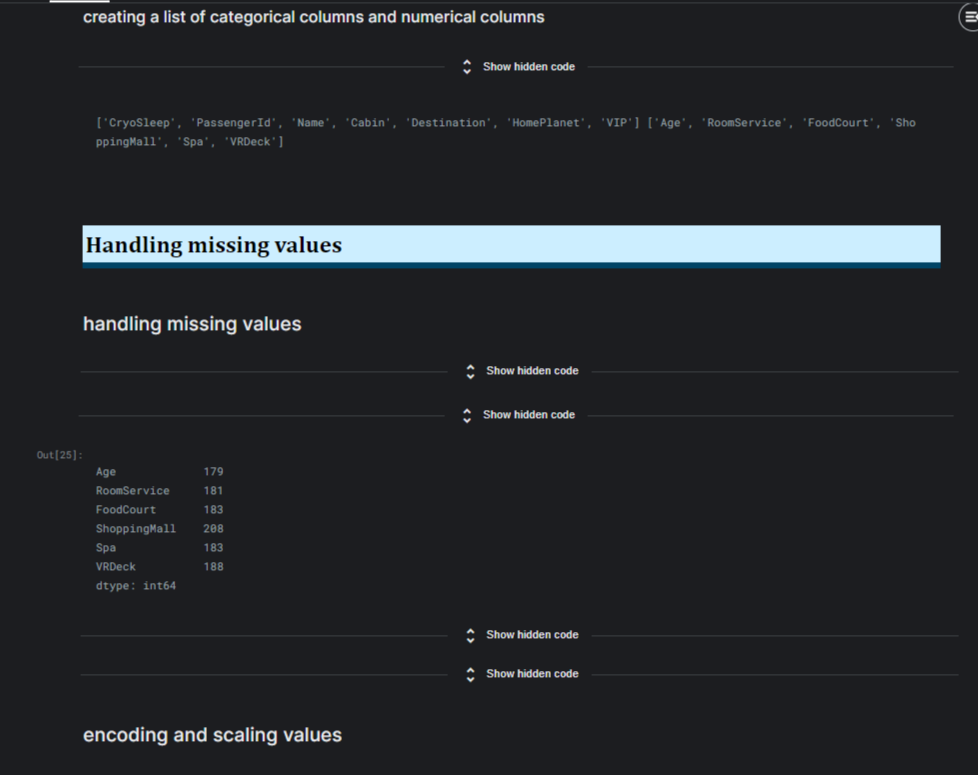 creating a list of categorical columns and numerical columns
Show hidden code
['CryoSleep', 'PassengerId', 'Name', 'Cabin', 'Destination', 'HomePlanet', 'VIP'] ['Age', 'RoomService', 'FoodCourt', 'Sho
ppingMall', 'Spa', 'VRDeck']
Handling missing values
handling missing values
Show hidden code
Show hidden code
Out[25]:
Age 179
RoomService 181
FoodCourt 183
ShoppingMall 208
Spa 183
VRDeck 188
dtype: int64
Show hidden code
Show hidden code
encoding and scaling values